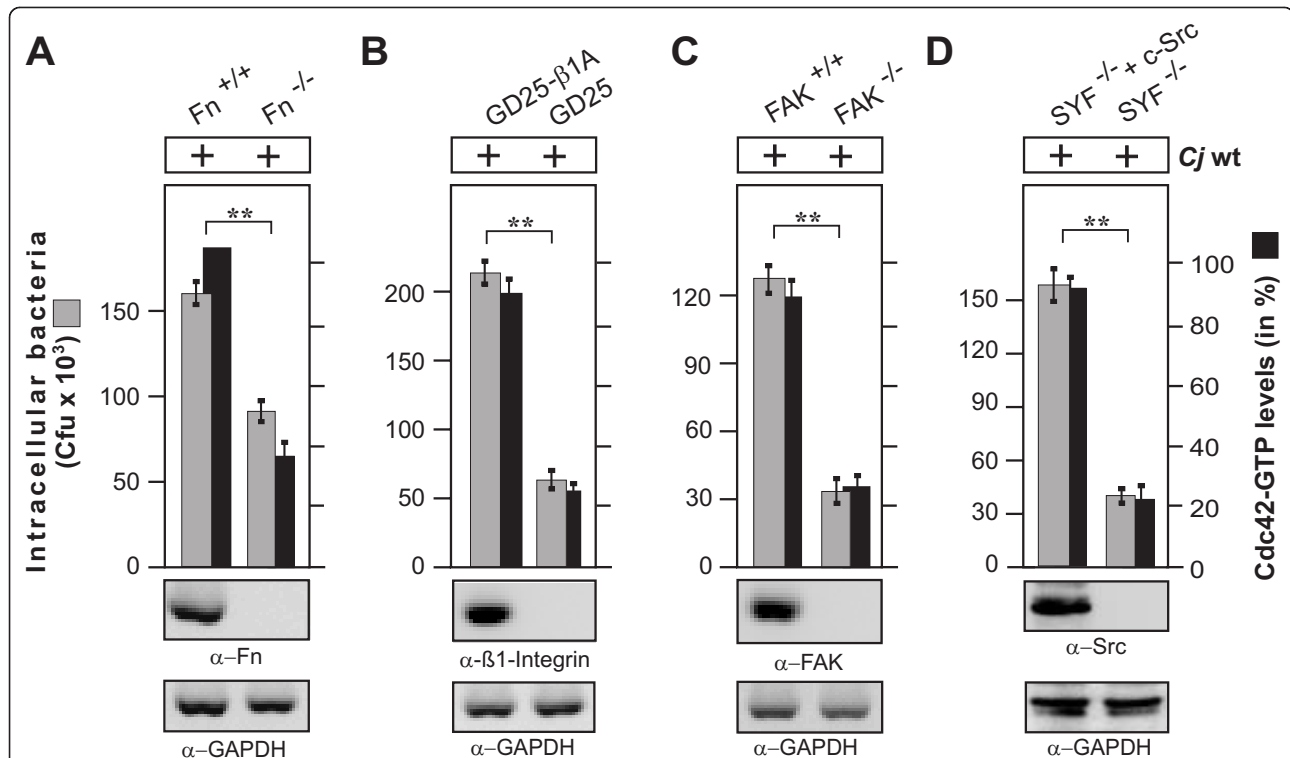 A
B
C
D
Fn +/+
Fn -/-
GD25-β1A
GD25
FAK +/+
FAK -/-
SYF -/- + c-Src
SYF -/-
+ + + + + + + + Cj wt
Intracellular bacteria
(Cfu x 10³)
** ** ** **
150
100
50
0
200
150
100
50
0
120
90
60
30
0
150
120
90
60
30
0
100
80
60
40
20
0
Cdc42-GTP levels (in %)
α–Fn
α-ß1-Integrin
α–FAK
α–Src
α–GAPDH
α–GAPDH
α–GAPDH
α–GAPDH